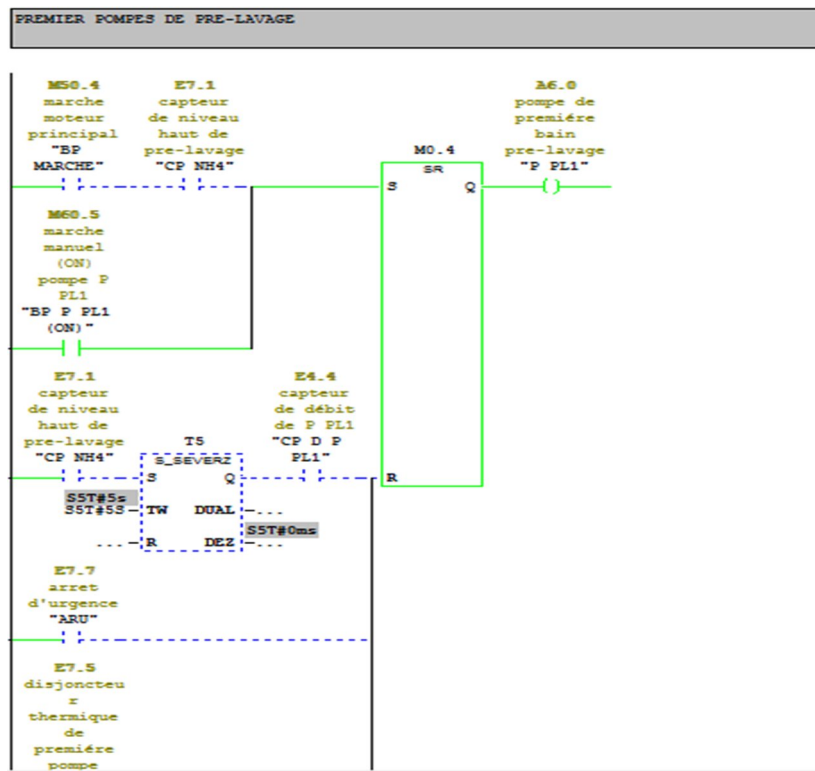 PREMIER POMPES DE PRE-LAVAGE
M50.4
marche
moteur
principal
"BP
MARCHE"
E7.1
capteur
de niveau
haut de
pre-lavage
"CP NH4"
A6.0
pompe de
premiére
bain
pre-lavage
"P PL1"
M0.4
SR
S Q
M60.5
marche
manuel
(ON)
pompe P
PL1
"BP P PL1
(ON)"
E7.1
capteur
de niveau
haut de
pre-lavage
"CP NH4"
T5
S_SEVERZ
S Q
E4.4
capteur
de débit
de P PL1
"CP D P
PL1"
R
S5T#5s
S5T#5S TW DUAL ...
S5T#0ms
... R DEZ ...
E7.7
arret
d'urgence
"ARU"
E7.5
disjoncteu
r
thermique
de
premiére
pompe